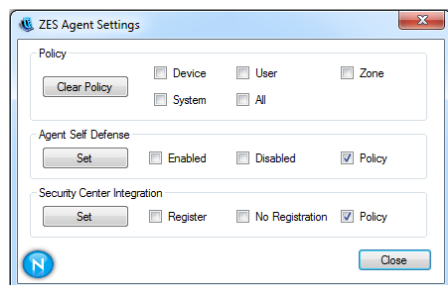 ZES Agent Settings
Policy
Clear Policy Device User Zone
System All
Agent Self Defense
Set Enabled Disabled Policy
Security Center Integration
Set Register No Registration Policy
N Close